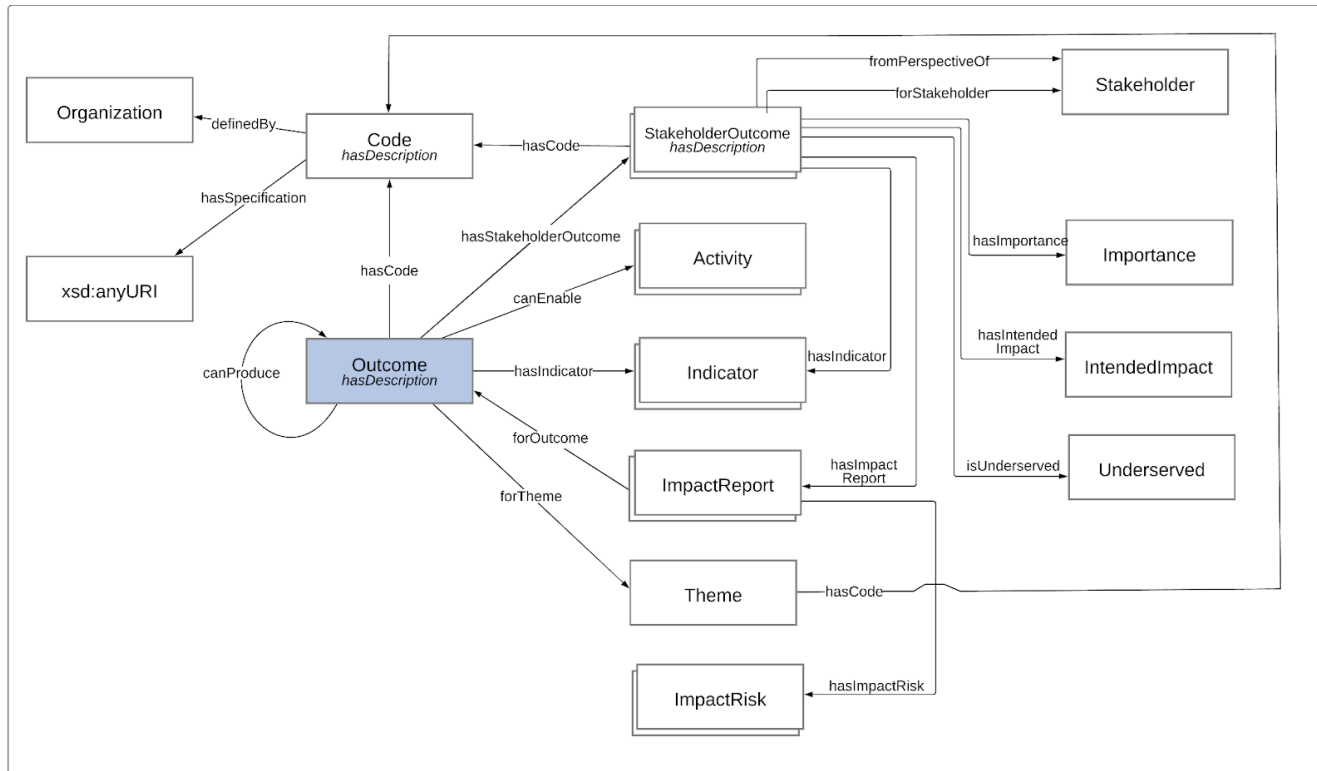 fromPerspectiveOf
Stakeholder
forStakeholder
Organization
definedBy
Code
hasDescription
hasCode
StakeholderOutcome
hasDescription
hasSpecification
hasStakeholderOutcome
Activity
hasImportance
Importance
xsd:anyURI
hasCode
canEnable
hasIntended
Impact
IntendedImpact
canProduce
Outcome
hasDescription
hasIndicator
Indicator
hasIndicator
forOutcome
ImpactReport
hasImpact
Report
isUnderserved
Underserved
forTheme
Theme
hasCode
ImpactRisk
hasImpactRisk